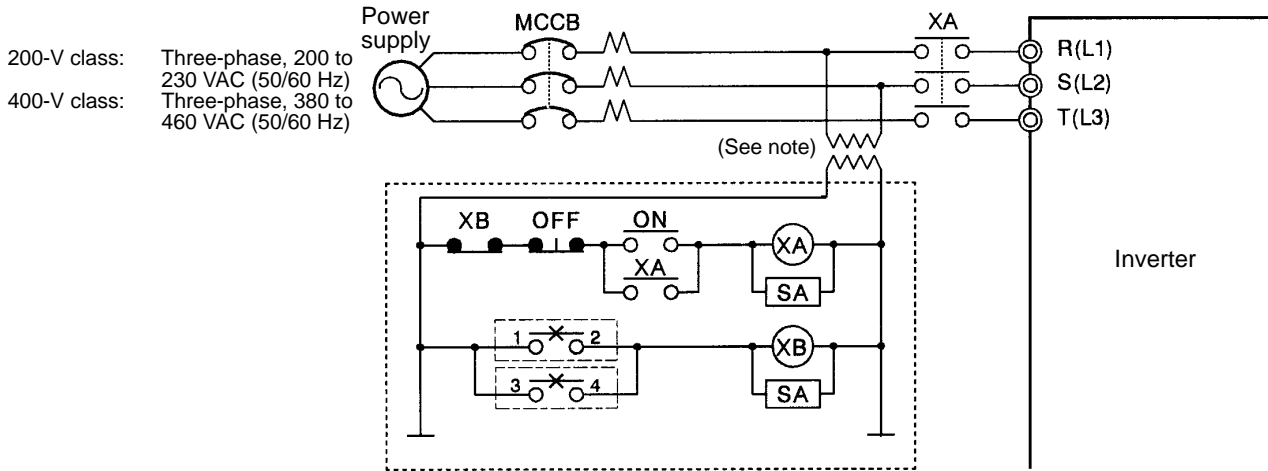 Power supply
MCCB
XA
200-V class: Three-phase, 200 to
230 VAC (50/60 Hz)
400-V class: Three-phase, 380 to
460 VAC (50/60 Hz)
R(L1)
S(L2)
T(L3)
(See note)
XB OFF ON
XA
XA
SA
Inverter
1 2
XB
3 4
SA